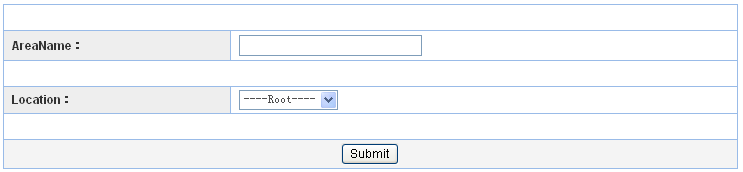 AreaName：
Location：
----Root----
Submit